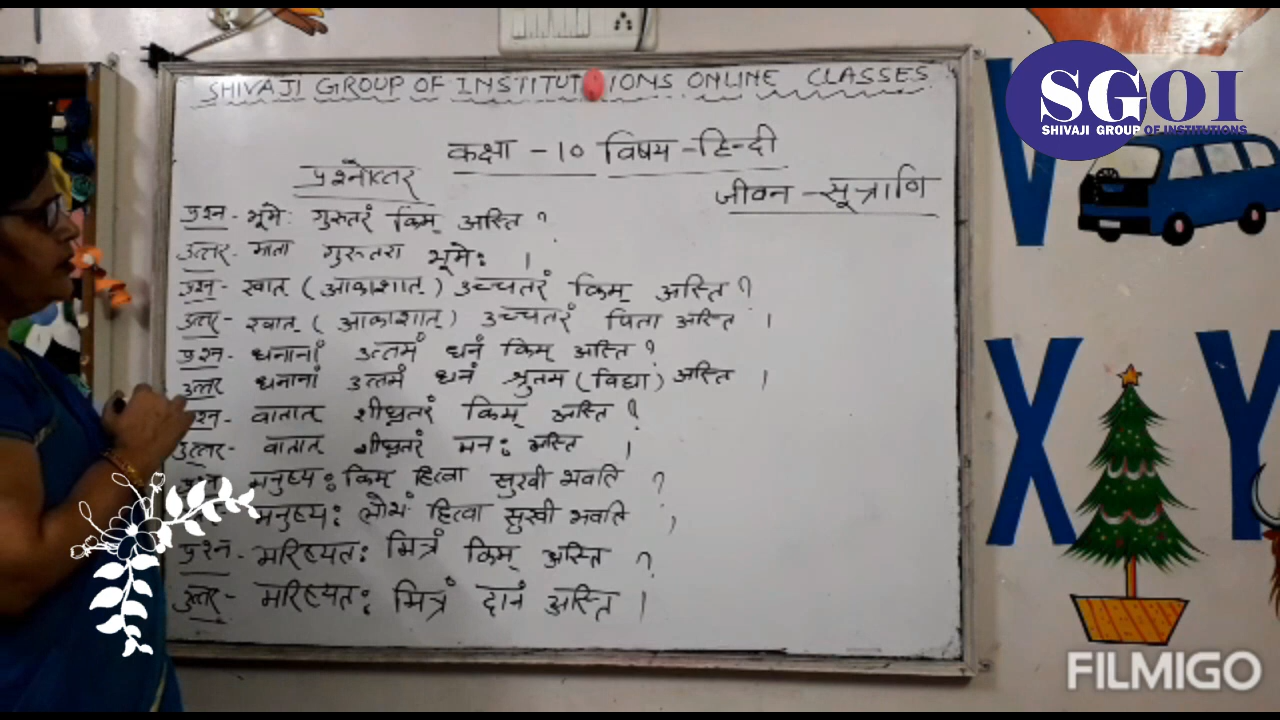 SHIVAJI GROUP OF INSTITUTIONS ONLINE CLASSES
SGOI
SHIVAJI GROUP OF INSTITUTIONS
कक्षा - 10 विषय - हिन्दी
प्रश्नोत्तर
जीवन - सूत्राणि
प्रश्न - भूमे: गुरुतरं किम् अस्ति ?
उत्तर - माता गुरुतरा भूमे: ।
प्रश्न - खात् (आकाशात्) उच्चतरं किम् अस्ति ?
उत्तर - खात् (आकाशात्) उच्चतरं पिता अस्ति ।
प्रश्न - धनानां उत्तमं धनं किम् अस्ति ?
उत्तर धनानां उत्तमं धनं श्रुतम (विद्या) अस्ति ।
प्रश्न - वातात् शीघ्रतरं किम् अस्ति ?
उत्तर - वातात् शीघ्रतरं मन: अस्ति ।
मनुष्य: किम् हित्वा सुखी भवति ?
मनुष्य: लोभं हित्वा सुखी भवति ।
प्रश्न - मरिष्यत: मित्रं किम् अस्ति ?
उत्तर - मरिष्यत: मित्रं दानं अस्ति ।
V
X
Y
FILMIGO